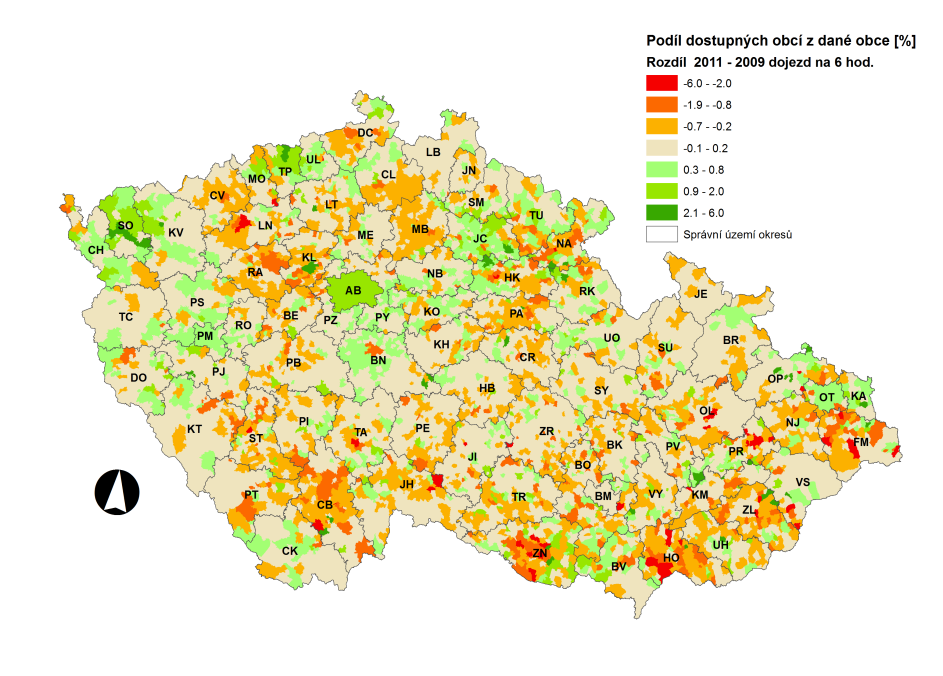 Podíl dostupných obcí z dané obce [%]
Rozdíl 2011 - 2009 dojezd na 6 hod.
-6.0 - -2.0
-1.9 - -0.8
-0.7 - -0.2
-0.1 - 0.2
0.3 - 0.8
0.9 - 2.0
2.1 - 6.0
Správní území okresů
DC
LB
UL
TP
MO
CL
JN
CV
LT
SM
TU
SO
KV
LN
ME
MB
JC
NA
CH
KL
RA
NB
HK
AB
RK
JE
PS
TC
RO
BE
PZ
PY
KO
PA
PM
UO
BR
KH
SU
DO
PJ
PB
BN
CR
OP
HB
SY
OT
KA
KT
ST
PI
TA
PE
ZR
OL
NJ
BK
PV
PR
FM
JI
BO
VS
PT
CB
JH
TR
BM
VY
KM
ZL
CK
ZN
BV
HO
UH